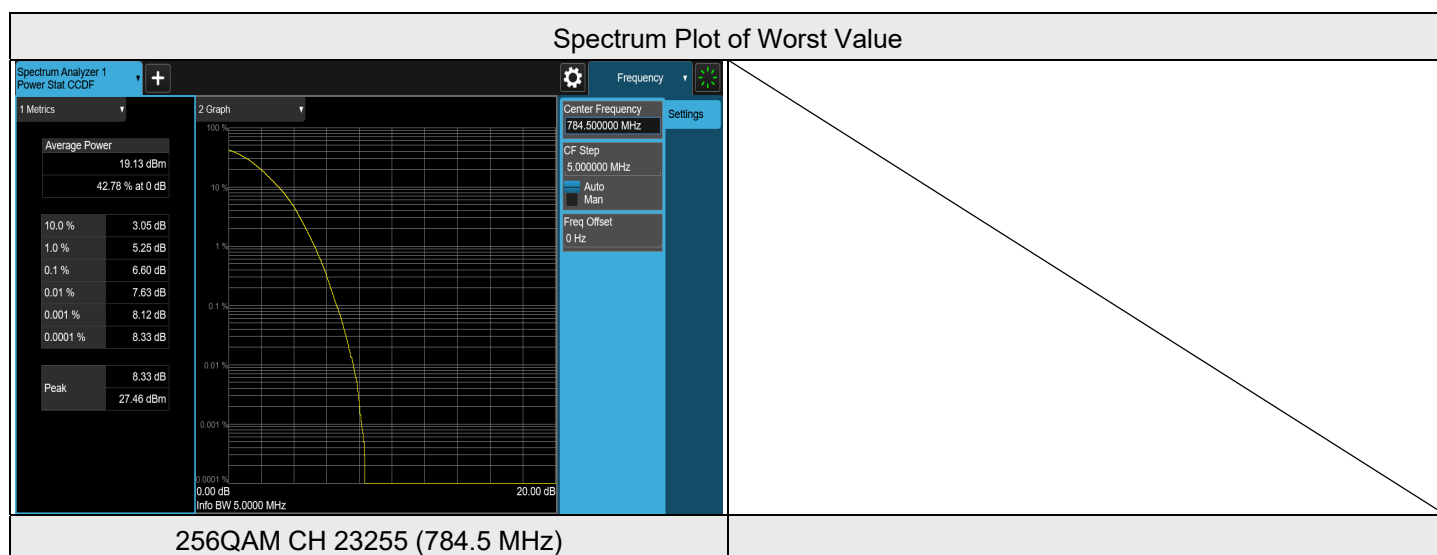 Spectrum Plot of Worst Value
Spectrum Analyzer 1
Power Stat CCDF
+
Frequency
1 Metrics
2 Graph
Average Power
19.13 dBm
42.78 % at 0 dB
10.0 % 3.05 dB
1.0 % 5.25 dB
0.1 % 6.60 dB
0.01 % 7.63 dB
0.001 % 8.12 dB
0.0001 % 8.33 dB
Peak
8.33 dB
27.46 dBm
100 %
10 %
1 %
0.1 %
0.01 %
0.001 %
0.0001 %
0.00 dB 20.00 dB
Info BW 5.0000 MHz
Center Frequency
784.500000 MHz
CF Step
5.000000 MHz
Auto
Man
Freq Offset
0 Hz
Settings
256QAM CH 23255 (784.5 MHz)